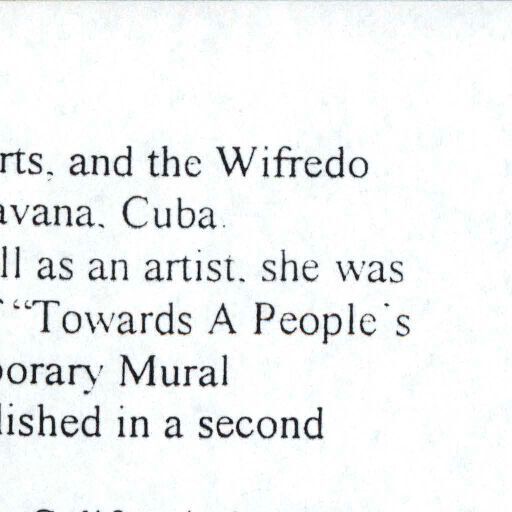 rts, and the Wifredo
avana, Cuba.
ll as an artist, she was
"Towards A People's
porary Mural
lished in a second